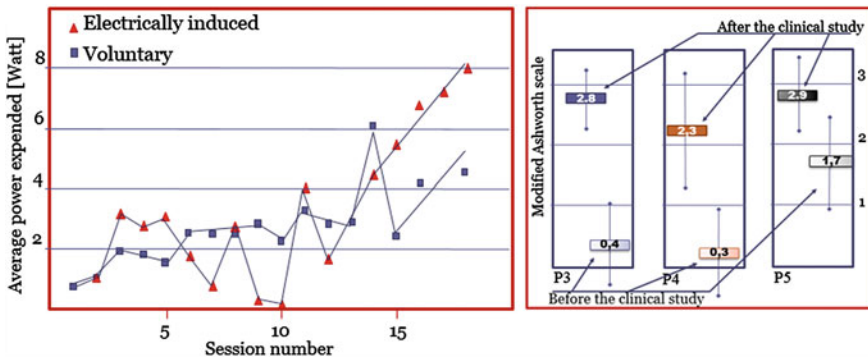 Electrically induced
Voluntary
Average power expended [Watt]
8
6
4
2
5
10
15
Session number
After the clinical study
Modified Ashworth scale
3
2
1
2.8
0,4
2.3
0,3
2.9
1,7
P3
P4
P5
Before the clinical study